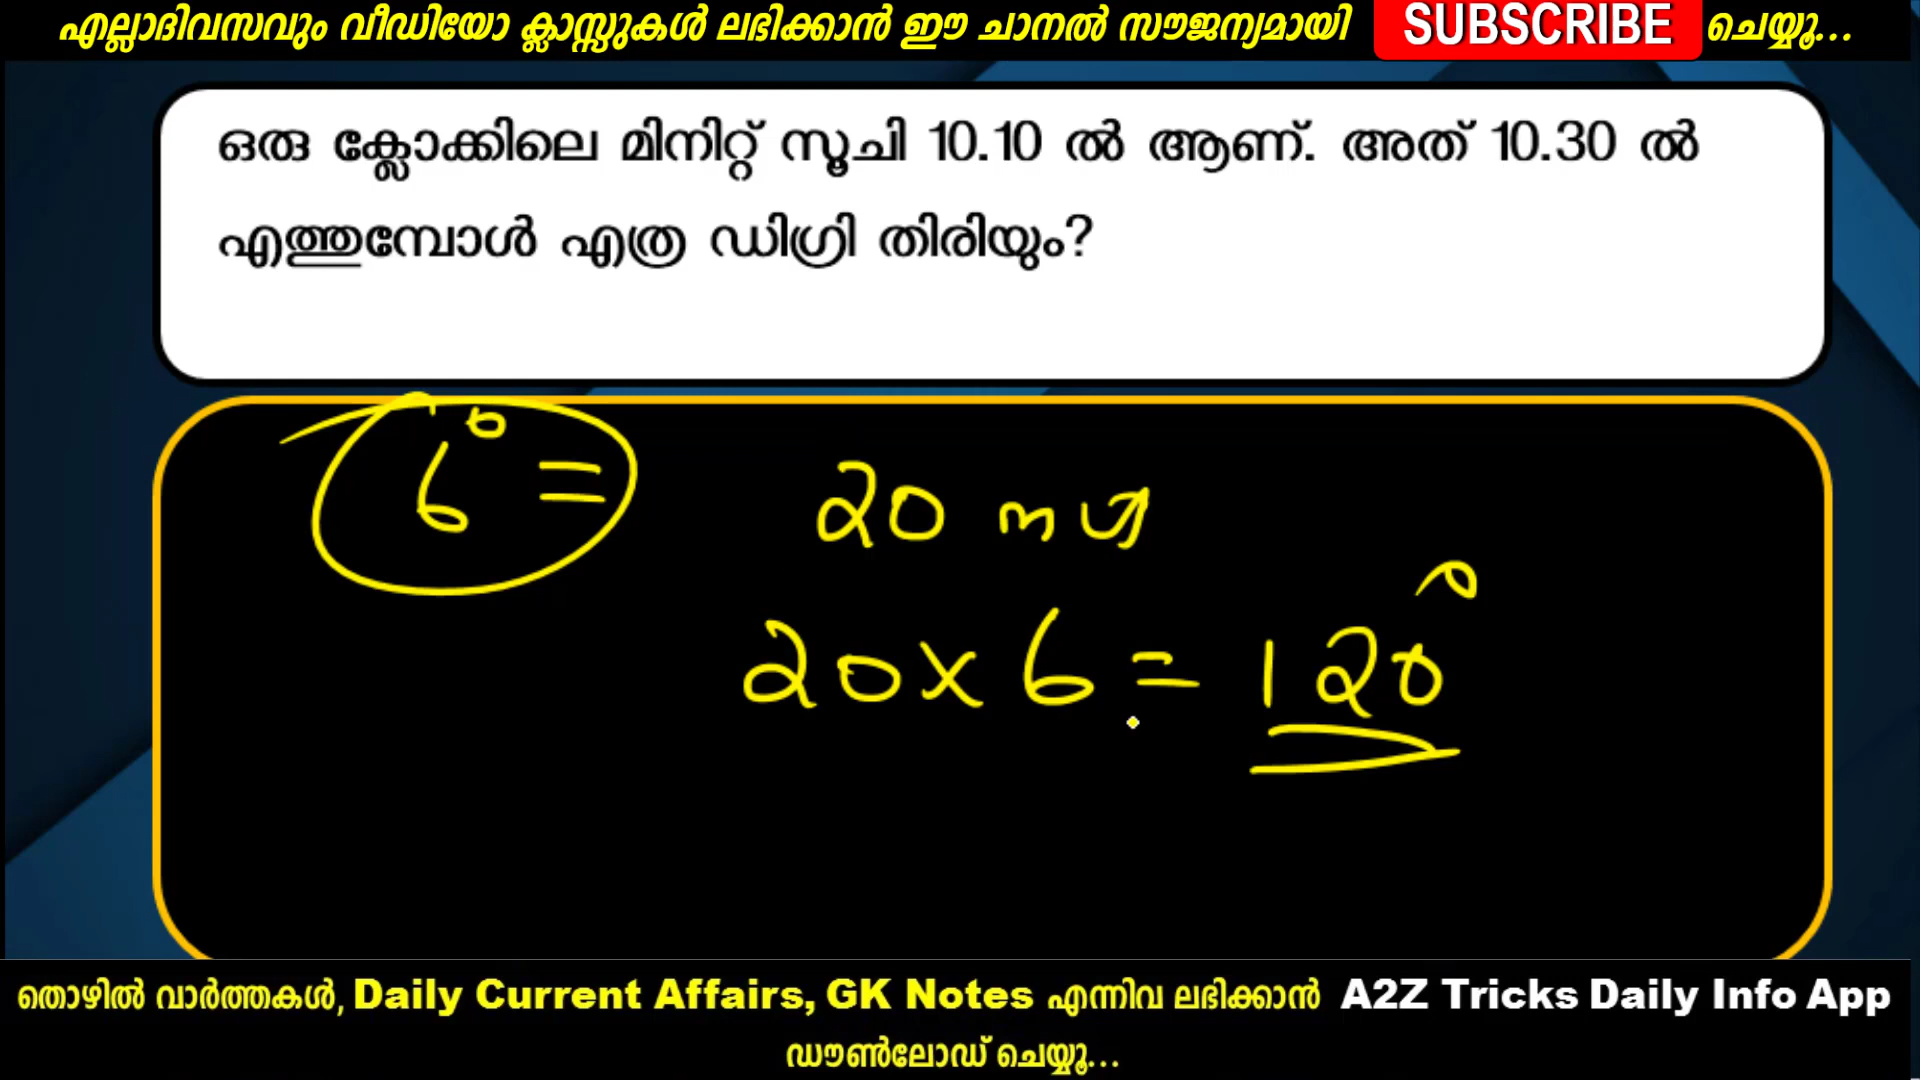 എല്ലാദിവസവും വീഡിയോ ക്ലാസ്സുകൾ ലഭിക്കാൻ ഈ ചാനൽ സൗജന്യമായി SUBSCRIBE ചെയ്യൂ...
ഒരു ക്ലോക്കിലെ മിനിറ്റ് സൂചി 10.10 ൽ ആണ്. അത് 10.30 ൽ
എത്തുമ്പോൾ എത്ര ഡിഗ്രി തിരിയും?
6° =
20
20 x 6 = 120°
തൊഴിൽ വാർത്തകൾ, Daily Current Affairs, GK Notes എന്നിവ ലഭിക്കാൻ A2Z Tricks Daily Info App
ഡൗൺലോഡ് ചെയ്യൂ...